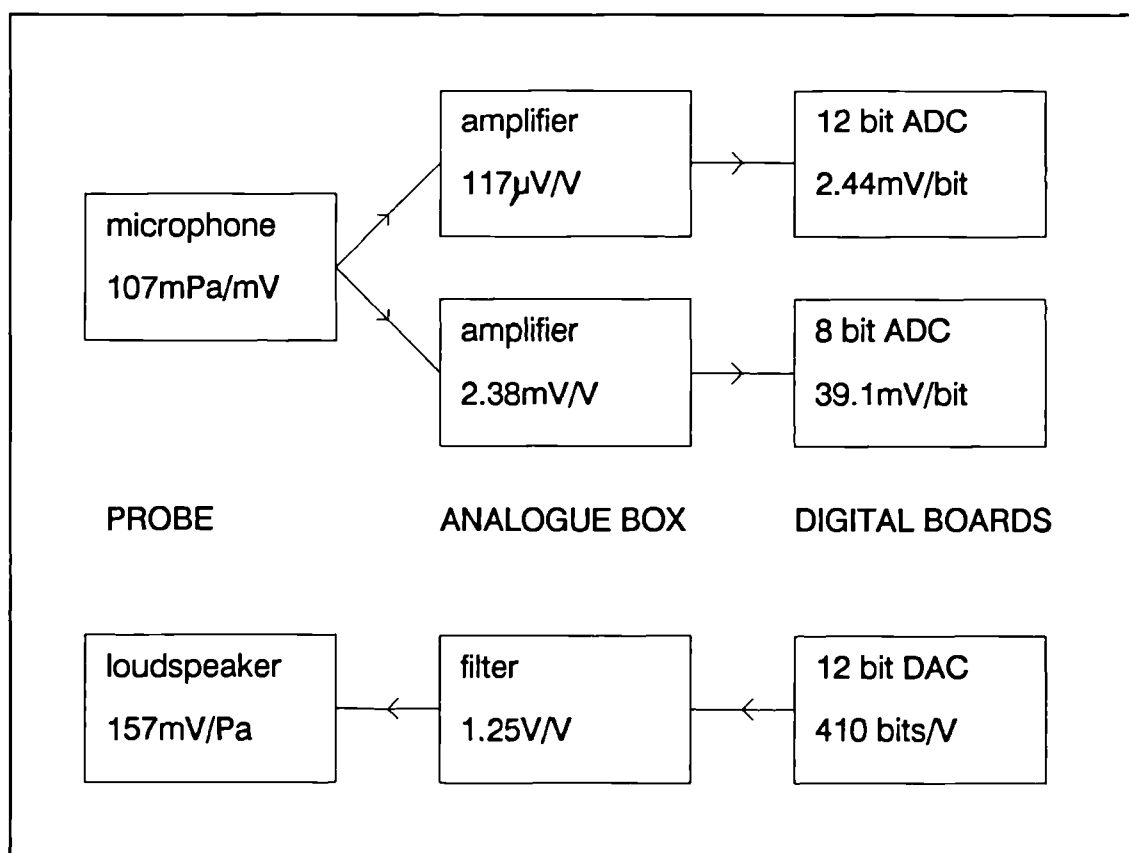 amplifier
117μV/V
12 bit ADC
2.44mV/bit
microphone
107mPa/mV
amplifier
2.38mV/V
8 bit ADC
39.1mV/bit
PROBE
ANALOGUE BOX
DIGITAL BOARDS
loudspeaker
157mV/Pa
filter
1.25V/V
12 bit DAC
410 bits/V